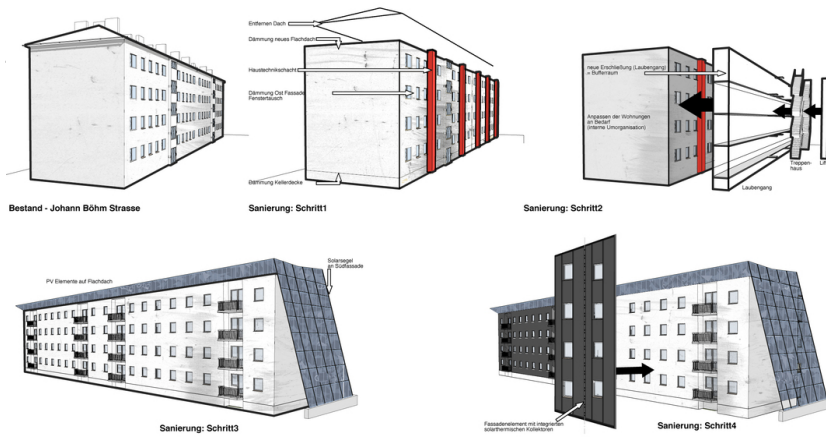 Entfernen Dach
Dämmung neues Flachdach
Haustechnikschacht
Dämmung Ost Fassade
Fenstertausch
Dämmung Kellerdecke
neue Erschließung (Laubengang)
= Bufferraum
Anpassen der Wohnungen
an Bedarf
(interne Umorganisation)
Treppen-
haus
Lift
Laubengang
Bestand - Johann Böhm Strasse
Sanierung: Schritt1
Sanierung: Schritt2
Solarsegel
an Südfassade
PV Elemente auf Flachdach
Sanierung: Schritt3
Fassadenelement mit integrierten
solarthermischen Kollektoren
Sanierung: Schritt4